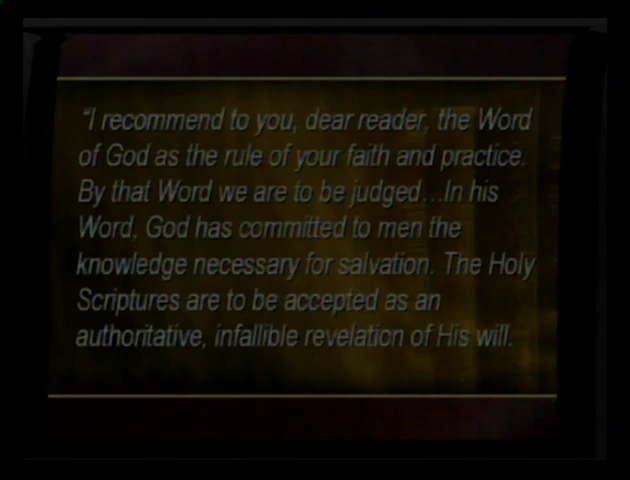 "I recommend to you, dear reader, the Word
of God as the rule of your faith and practice.
By that Word we are to be judged...In his
Word, God has committed to men the
knowledge necessary for salvation. The Holy
Scriptures are to be accepted as an
authoritative, infallible revelation of His will.